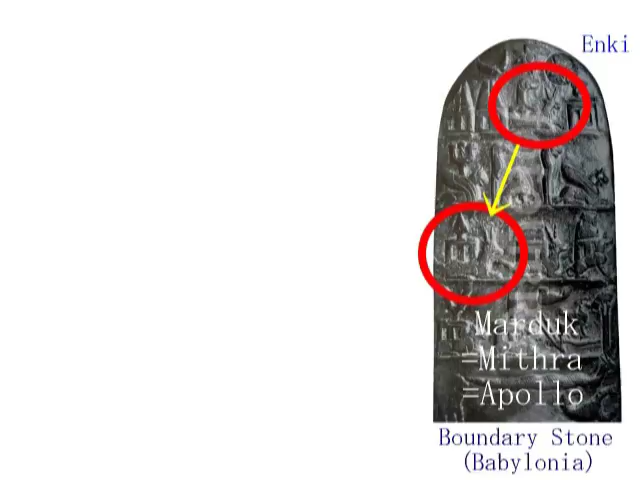 Enki
Marduk
=Mithra
=Apollo
Boundary Stone
(Babylonia)